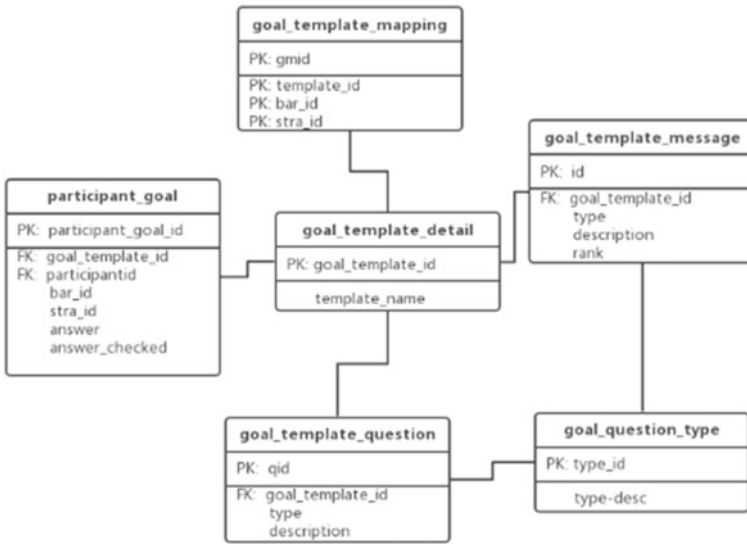 goal_template_mapping
PK: gmid
PK: template_id
PK: bar_id
PK: stra_id
goal_template_message
PK: id
FK: goal_template_id
type
description
rank
participant_goal
PK: participant_goal_id
FK: goal_template_id
FK: participantid
bar_id
stra_id
answer
answer_checked
goal_template_detail
PK: goal_template_id
template_name
goal_template_question
PK: qid
FK: goal_template_id
type
description
goal_question_type
PK: type_id
type-desc